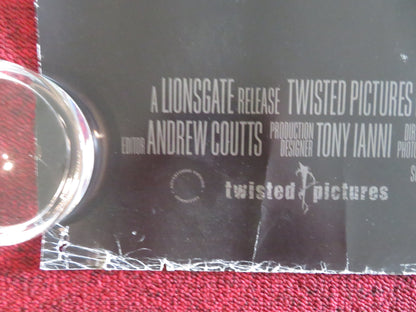 A LIONSGATE RELEASE TWISTED PICTURES
EDITOR ANDREW COUTTS PRODUCTION DESIGNER TONY IANNI
twisted pictures